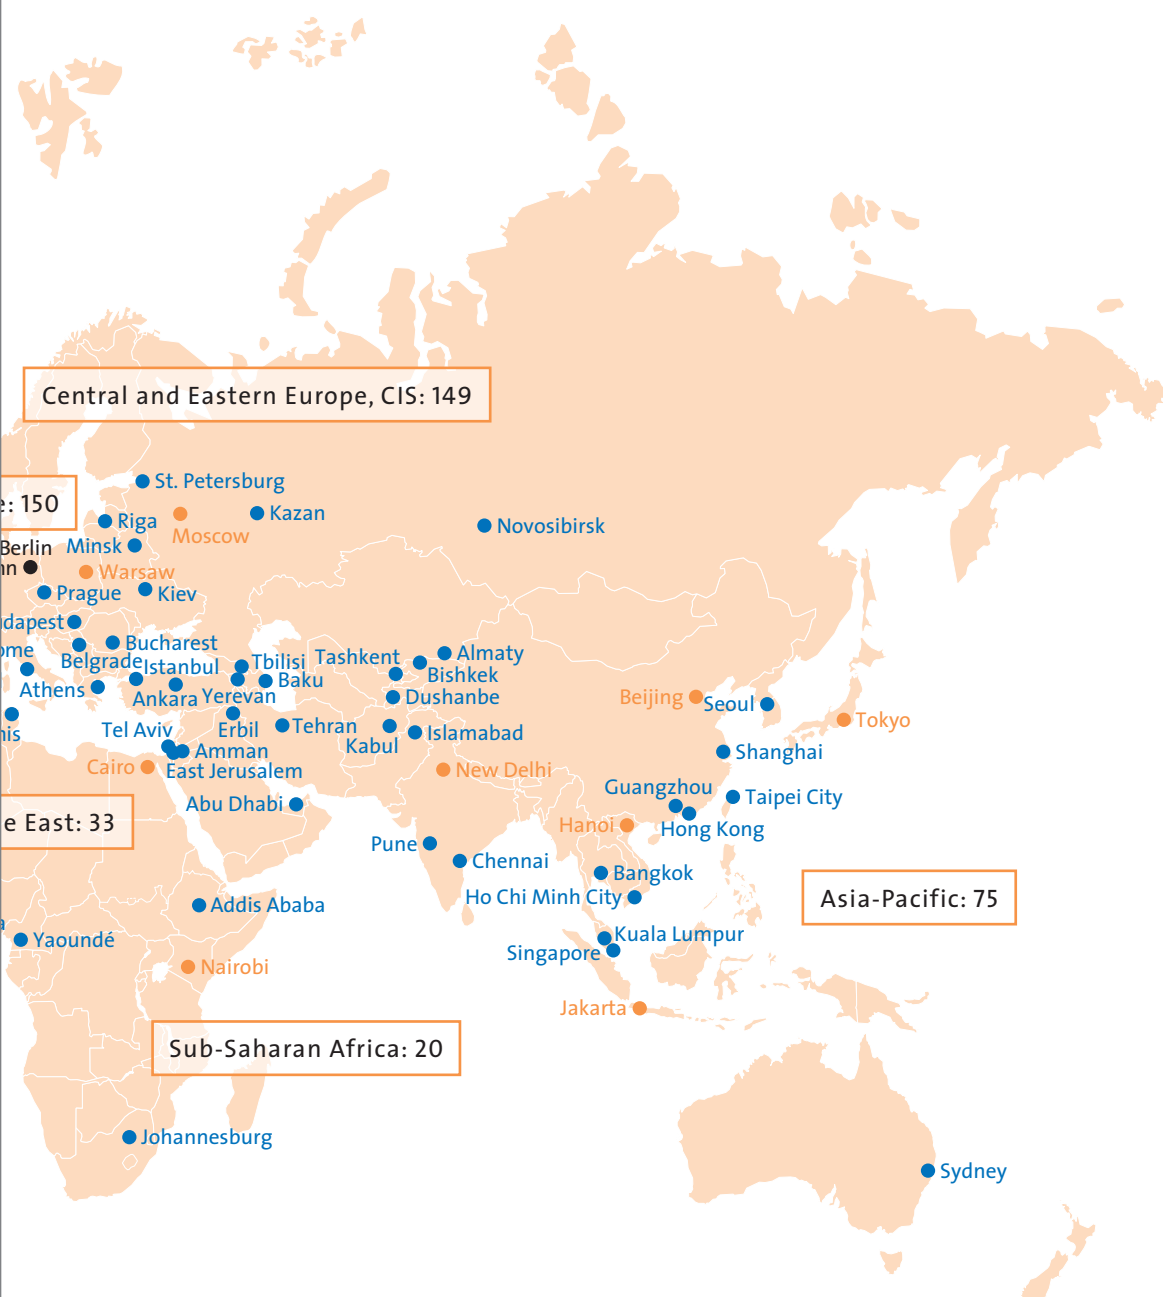 Central and Eastern Europe, CIS: 149
St. Petersburg
e: 150
Riga
Kazan
Moscow
Novosibirsk
Berlin
Minsk
nn
Warsaw
Prague
Kiev
dapest
Bucharest
ome
Belgrade
Istanbul
Tbilisi
Tashkent
Almaty
Bishkek
Baku
Athens
Ankara
Yerevan
Dushanbe
Beijing
Seoul
Tokyo
nis
Tel Aviv
Erbil
Tehran
Kabul
Islamabad
Amman
Shanghai
Cairo
East Jerusalem
New Delhi
Guangzhou
Abu Dhabi
Taipei City
e East: 33
Hanoi
Hong Kong
Pune
Chennai
Bangkok
Ho Chi Minh City
Asia-Pacific: 75
Addis Ababa
a
Yaoundé
Kuala Lumpur
Singapore
Nairobi
Jakarta
Sub-Saharan Africa: 20
Johannesburg
Sydney